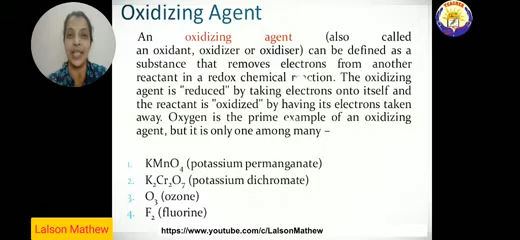 Oxidizing Agent
TEACHER
An oxidizing agent (also called
an oxidant, oxidizer or oxidiser) can be defined as a
substance that removes electrons from another
reactant in a redox chemical reaction. The oxidizing
agent is "reduced" by taking electrons onto itself and
the reactant is "oxidized" by having its electrons taken
away. Oxygen is the prime example of an oxidizing
agent, but it is only one among many –
1. KMnO₄ (potassium permanganate)
2. K₂Cr₂O₇ (potassium dichromate)
3. O₃ (ozone)
4. F₂ (fluorine)
Lalson Mathew
https://www.youtube.com/c/LalsonMathew